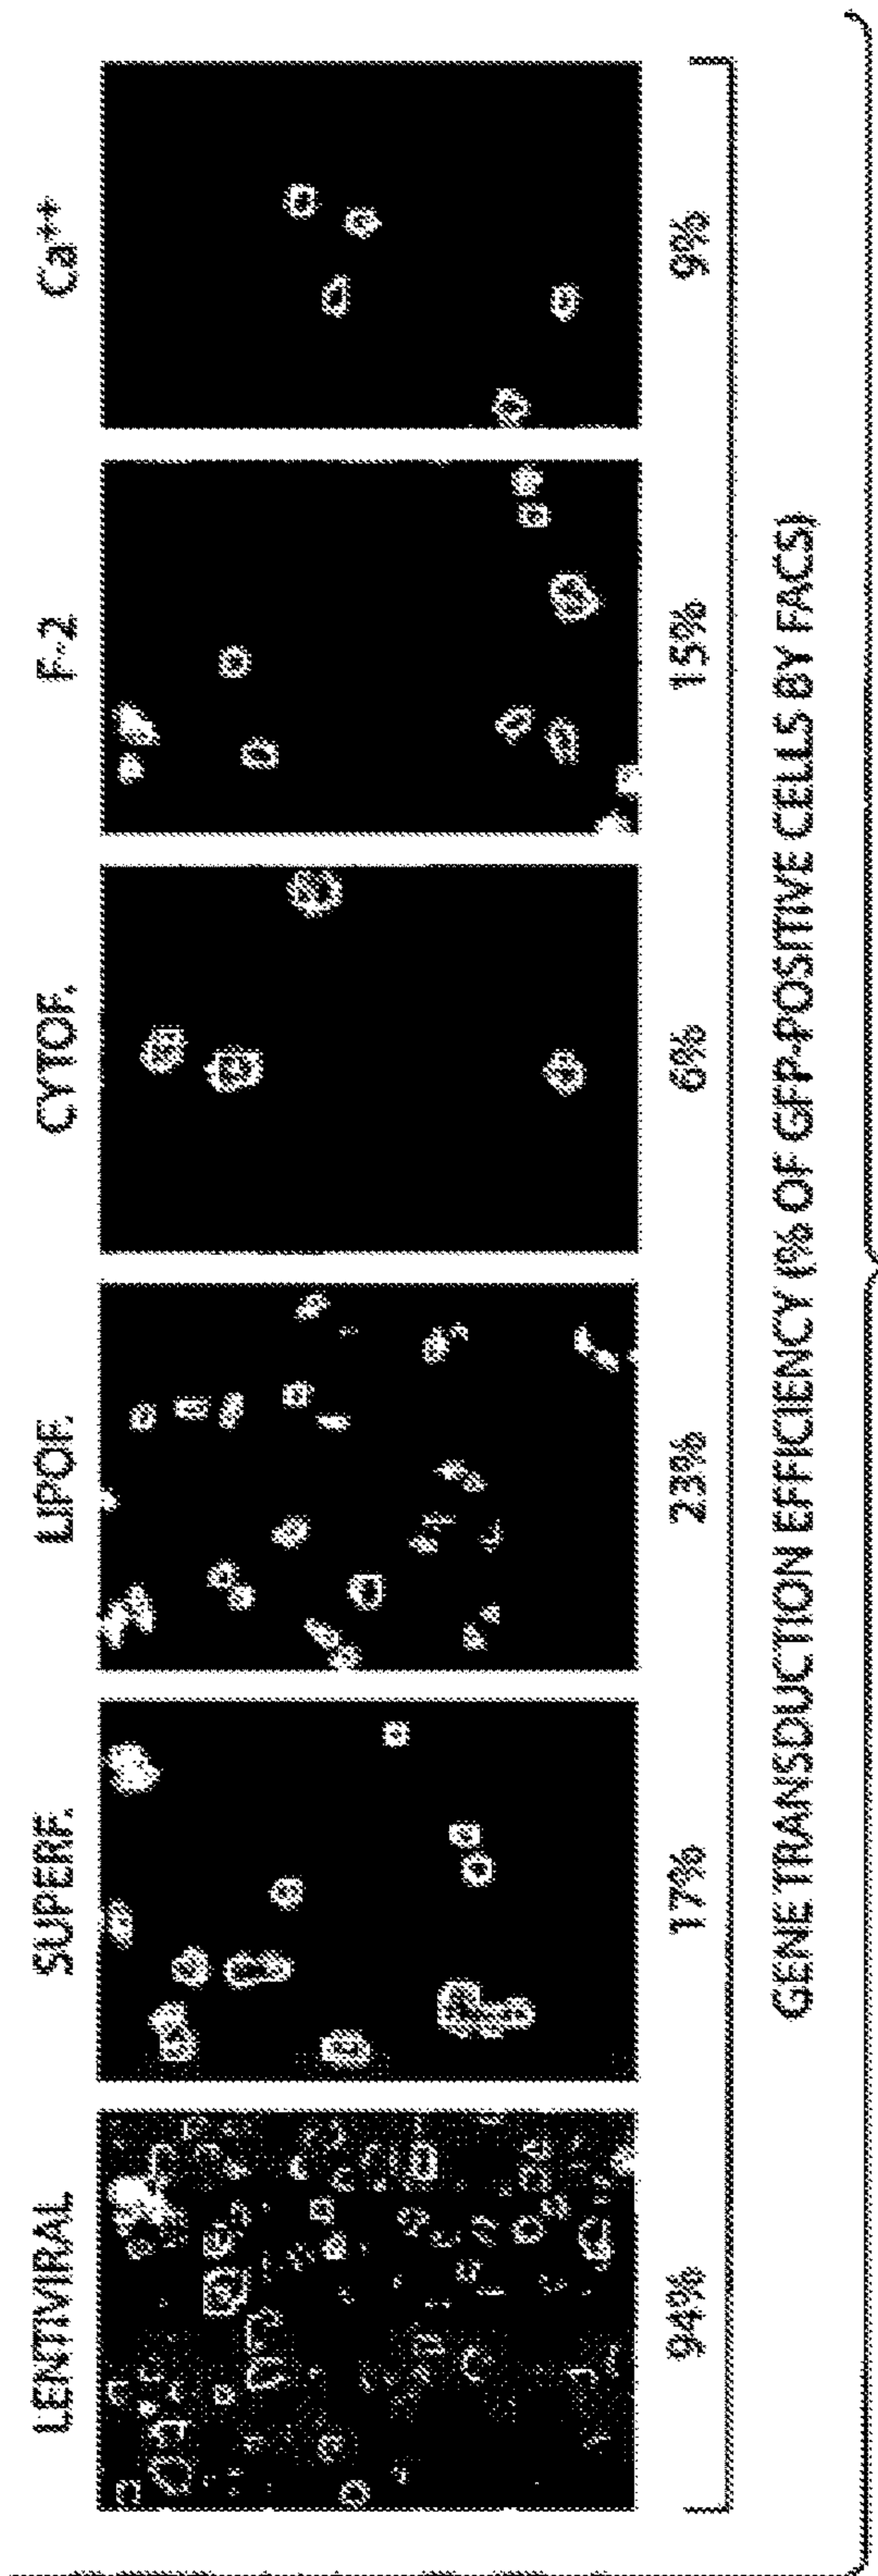 LENTIVIRAL SUPERF. LIPOF. CYTOF. F-2 Ca++
94% 17% 23% 6% 15% 9%
GENE TRANSDUCTION EFFICIENCY (% OF GFP-POSITIVE CELLS BY FACS)